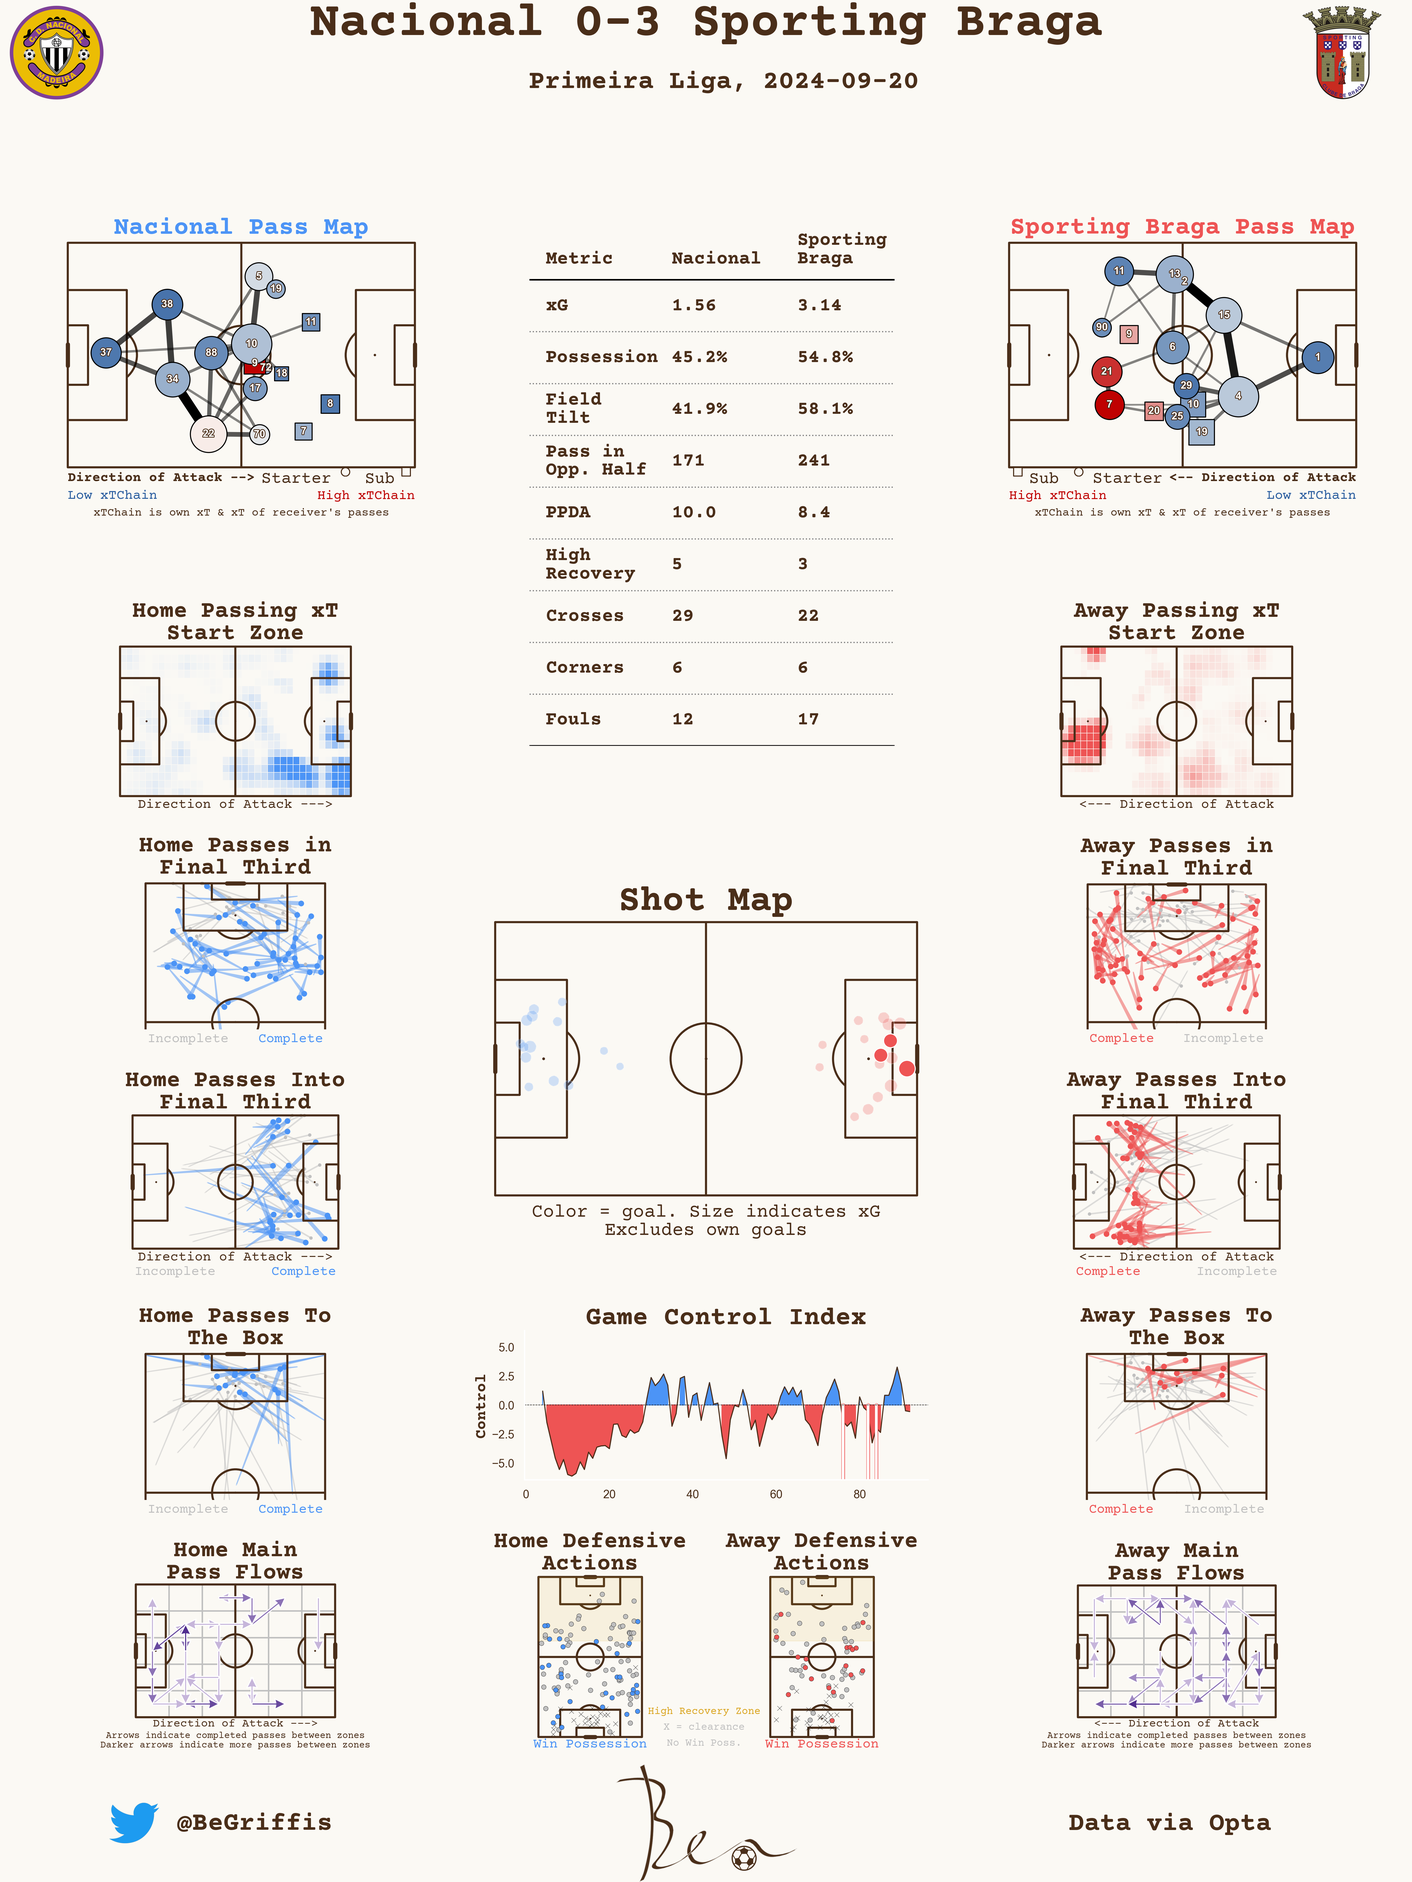 Nacional 0-3 Sporting Braga
Primeira Liga, 2024-09-20
C.D. NACIONAL
MADEIRA
SPORTING
CLUBE DE BRAGA
Nacional Pass Map
5
19
38
11
37
88
10
9
72
18
34
17
8
22
70
7
Direction of Attack --> Starter Sub
Low xTChain High xTChain
xTChain is own xT & xT of receiver's passes
Metric Nacional Sporting Braga
xG 1.56 3.14
Possession 45.2% 54.8%
Field Tilt 41.9% 58.1%
Pass in Opp. Half 171 241
PPDA 10.0 8.4
High Recovery 5 3
Crosses 29 22
Corners 6 6
Fouls 12 17
Sporting Braga Pass Map
11
13
2
15
90
9
6
1
21
29
4
7
20
10
25
19
Sub Starter <-- Direction of Attack
High xTChain Low xTChain
xTChain is own xT & xT of receiver's passes
Home Passing xT
Start Zone
Direction of Attack --->
Away Passing xT
Start Zone
<--- Direction of Attack
Home Passes in
Final Third
Incomplete Complete
Away Passes in
Final Third
Complete Incomplete
Shot Map
Color = goal. Size indicates xG
Excludes own goals
Home Passes Into
Final Third
Direction of Attack --->
Incomplete Complete
Away Passes Into
Final Third
<--- Direction of Attack
Complete Incomplete
Home Passes To
The Box
Incomplete Complete
Game Control Index
Control
5.0
2.5
0.0
−2.5
−5.0
0 20 40 60 80
Away Passes To
The Box
Complete Incomplete
Home Main
Pass Flows
Direction of Attack --->
Arrows indicate completed passes between zones
Darker arrows indicate more passes between zones
Home Defensive
Actions
Win Possession
High Recovery Zone
X = clearance
No Win Poss.
Away Defensive
Actions
Win Possession
Away Main
Pass Flows
<--- Direction of Attack
Arrows indicate completed passes between zones
Darker arrows indicate more passes between zones
@BeGriffis
Ben
Data via Opta